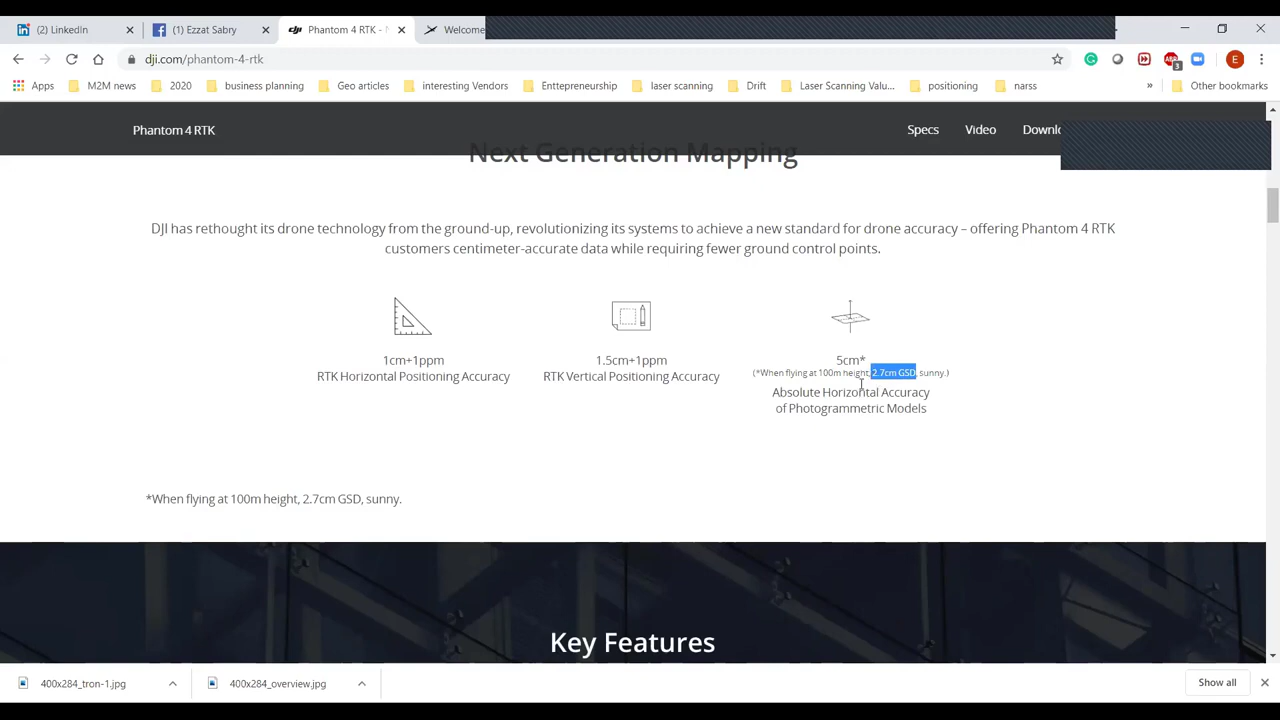 (2) LinkedIn
(1) Ezzat Sabry
Phantom 4 RTK - 
Welcome
dji.com/phantom-4-rtk
E
3
Apps
M2M news
2020
business planning
Geo articles
interesting Vendors
Enttepreneurship
laser scanning
Drift
Laser Scanning Valu...
positioning
narss
»
Other bookmarks
Phantom 4 RTK
Specs
Video
Downlo
Next Generation Mapping
DJI has rethought its drone technology from the ground-up, revolutionizing its systems to achieve a new standard for drone accuracy – offering Phantom 4 RTK
customers centimeter-accurate data while requiring fewer ground control points.
1cm+1ppm
RTK Horizontal Positioning Accuracy
1.5cm+1ppm
RTK Vertical Positioning Accuracy
5cm*
(*When flying at 100m height, 2.7cm GSD, sunny.)
Absolute Horizontal Accuracy
of Photogrammetric Models
*When flying at 100m height, 2.7cm GSD, sunny.
Key Features
400x284_tron-1.jpg
400x284_overview.jpg
Show all